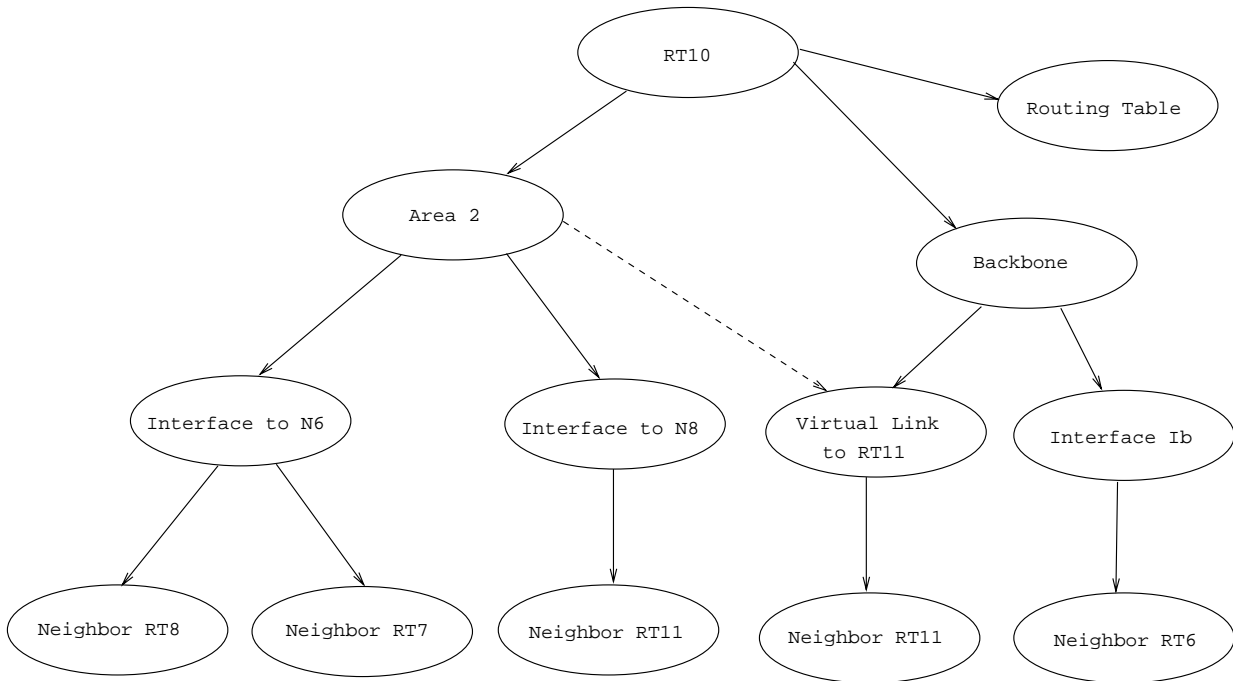 RT10
Routing Table
Area 2
Backbone
Interface to N6
Interface to N8
Virtual Link
to RT11
Interface Ib
Neighbor RT8
Neighbor RT7
Neighbor RT11
Neighbor RT11
Neighbor RT6